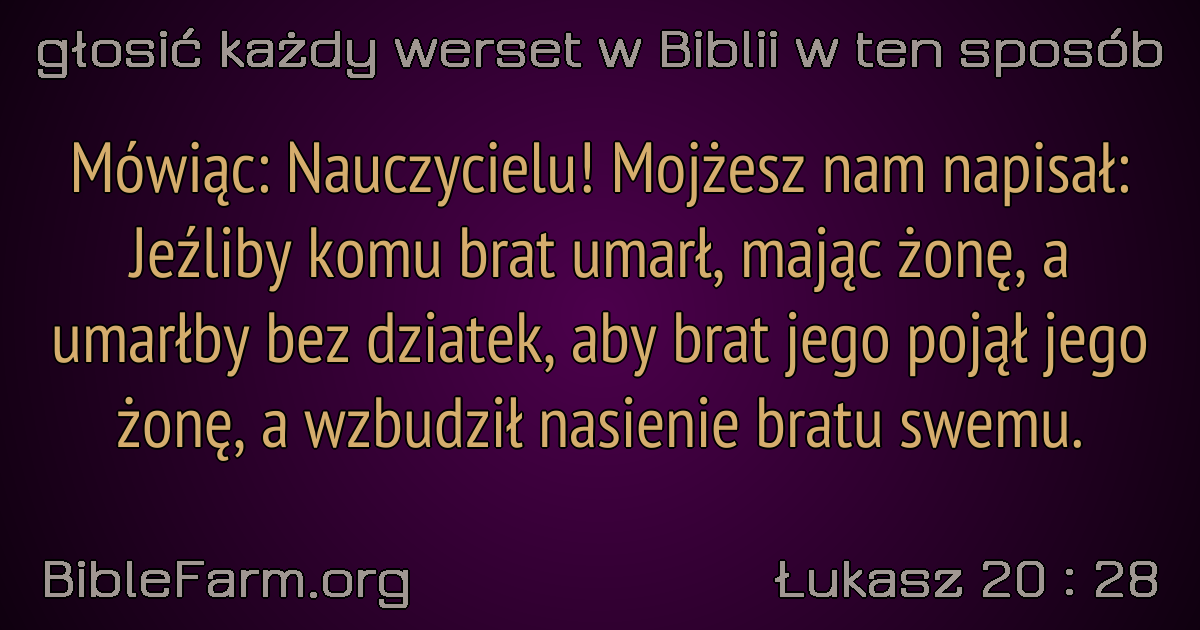 głosić każdy werset w Biblii w ten sposób
Mówiąc: Nauczycielu! Mojżesz nam napisał:
Jeźliby komu brat umarł, mając żonę, a
umarłby bez dziatek, aby brat jego pojął jego
żonę, a wzbudził nasienie bratu swemu.
BibleFarm.org
Łukasz 20 : 28